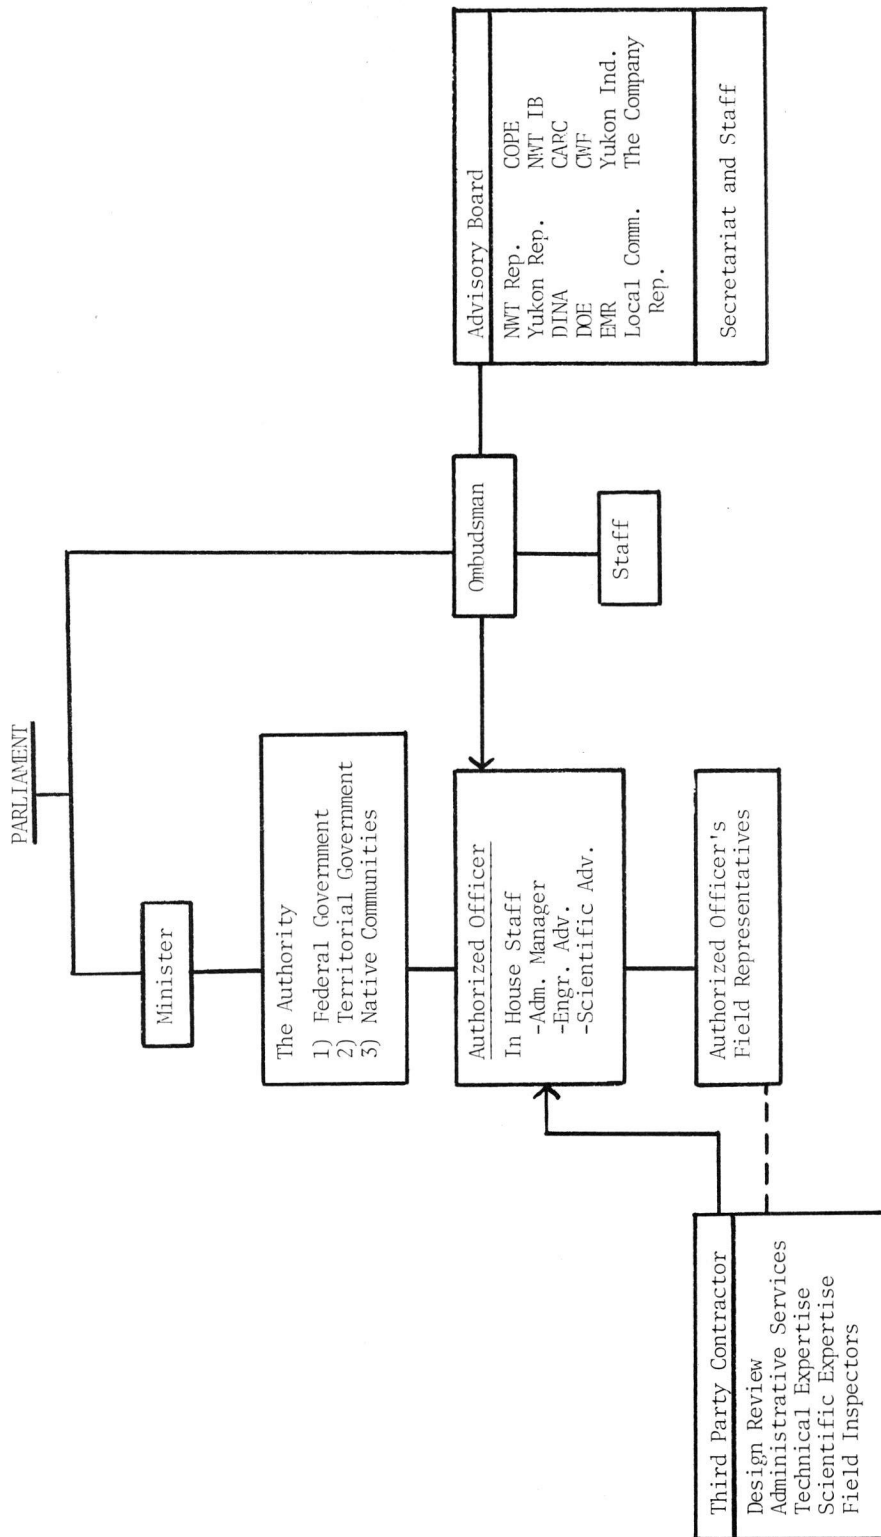 PARLIAMENT
Minister
The Authority
1) Federal Government
2) Territorial Government
3) Native Communities
Authorized Officer
In House Staff
-Adm. Manager
-Engr. Adv.
-Scientific Adv.
Authorized Officer's
Field Representatives
Third Party Contractor
Design Review
Administrative Services
Technical Expertise
Scientific Expertise
Field Inspectors
Ombudsman
Staff
Advisory Board
NWT Rep. COPE
Yukon Rep. NWT IB
DINA CARC
DOE CWF
EMR Yukon Ind.
Local Comm. The Company
Rep.
Secretariat and Staff